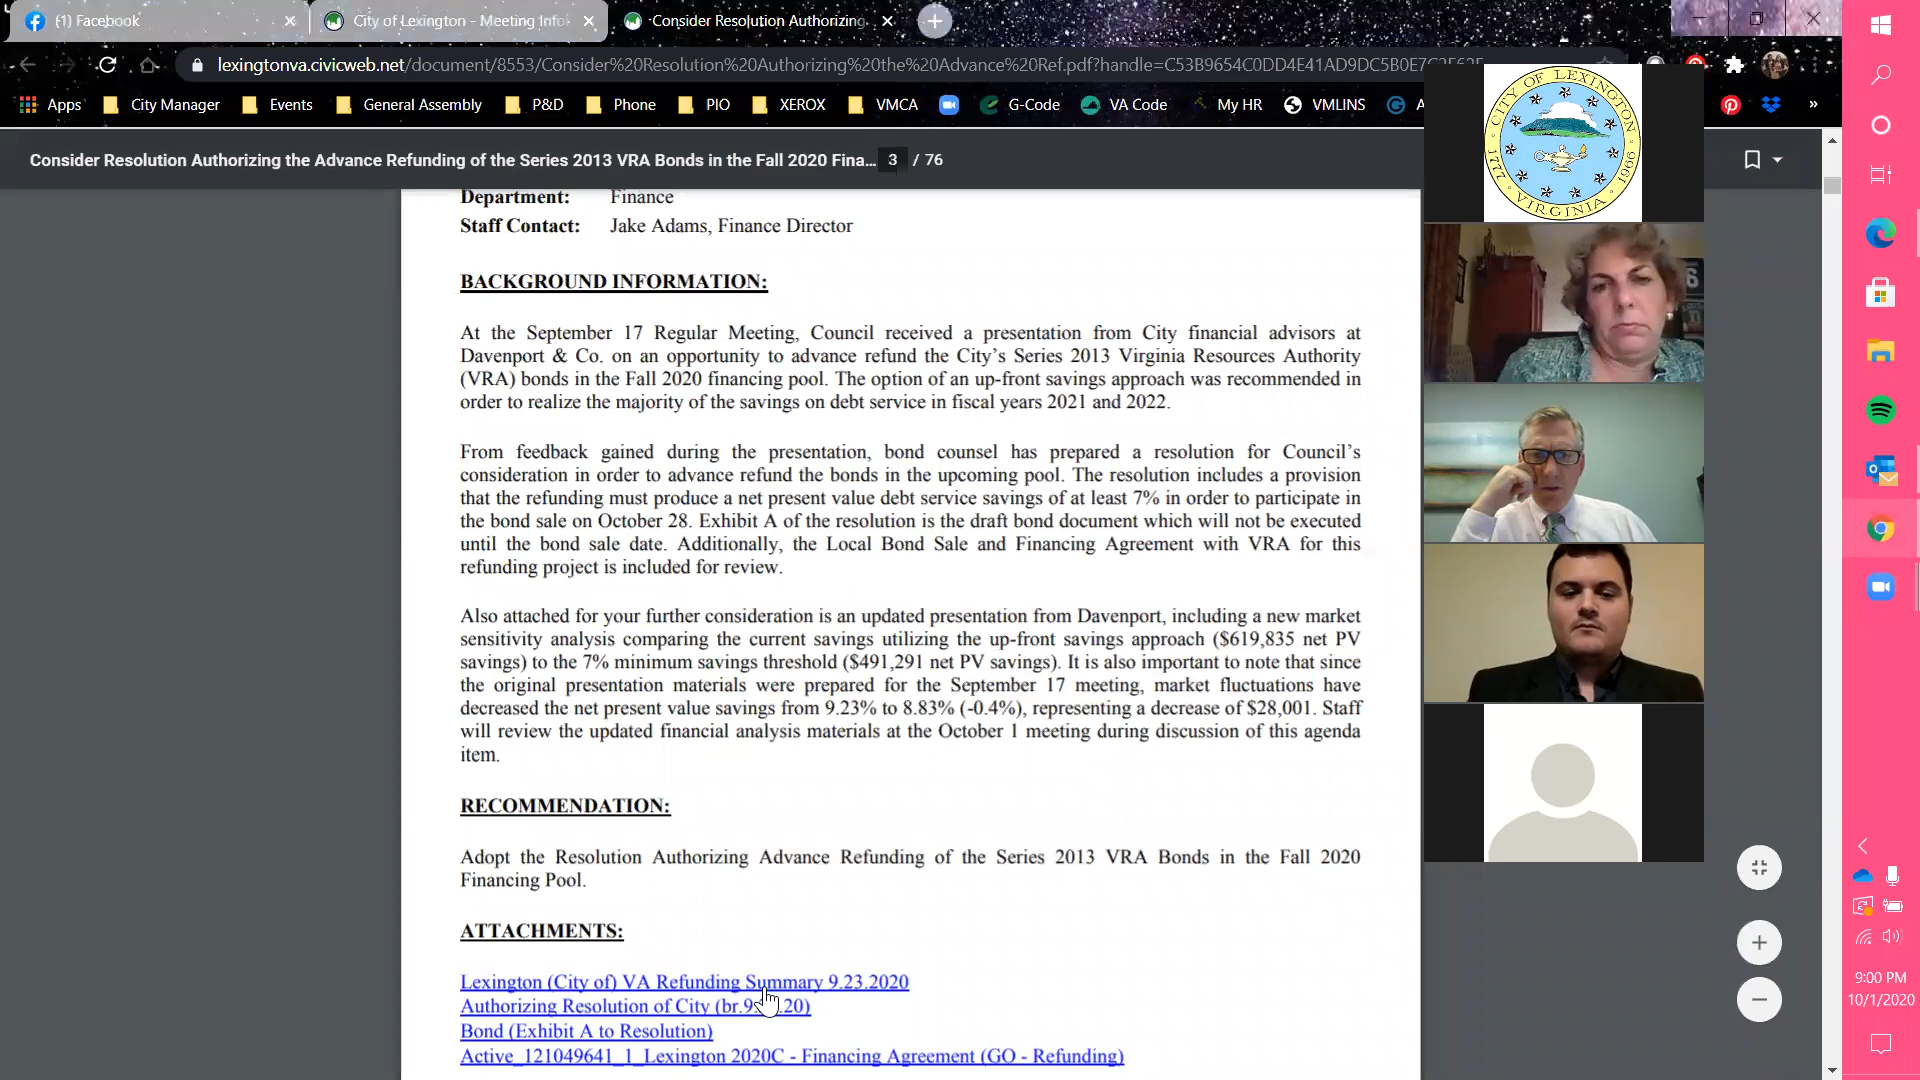 (1) Facebook
City of Lexington - Meeting Info
Consider Resolution Authorizing
lexingtonva.civicweb.net/document/8553/Consider%20Resolution%20Authorizing%20the%20Advance%20Ref.pdf?handle=C53B9654C0DD4E41AD9DC5B0E7
Apps City Manager Events General Assembly P&D Phone PIO XEROX VMCA G-Code VA Code My HR VMLINS
Consider Resolution Authorizing the Advance Refunding of the Series 2013 VRA Bonds in the Fall 2020 Fina... 3 / 76
Department: Finance
Staff Contact: Jake Adams, Finance Director
BACKGROUND INFORMATION:
At the September 17 Regular Meeting, Council received a presentation from City financial advisors at
Davenport & Co. on an opportunity to advance refund the City's Series 2013 Virginia Resources Authority
(VRA) bonds in the Fall 2020 financing pool. The option of an up-front savings approach was recommended in
order to realize the majority of the savings on debt service in fiscal years 2021 and 2022.
From feedback gained during the presentation, bond counsel has prepared a resolution for Council's
consideration in order to advance refund the bonds in the upcoming pool. The resolution includes a provision
that the refunding must produce a net present value debt service savings of at least 7% in order to participate in
the bond sale on October 28. Exhibit A of the resolution is the draft bond document which will not be executed
until the bond sale date. Additionally, the Local Bond Sale and Financing Agreement with VRA for this
refunding project is included for review.
Also attached for your further consideration is an updated presentation from Davenport, including a new market
sensitivity analysis comparing the current savings utilizing the up-front savings approach ($619,835 net PV
savings) to the 7% minimum savings threshold ($491,291 net PV savings). It is also important to note that since
the original presentation materials were prepared for the September 17 meeting, market fluctuations have
decreased the net present value savings from 9.23% to 8.83% (-0.4%), representing a decrease of $28,001. Staff
will review the updated financial analysis materials at the October 1 meeting during discussion of this agenda
item.
RECOMMENDATION:
Adopt the Resolution Authorizing Advance Refunding of the Series 2013 VRA Bonds in the Fall 2020
Financing Pool.
ATTACHMENTS:
Lexington (City of) VA Refunding Summary 9.23.2020
Authorizing Resolution of City (br.9 20)
Bond (Exhibit A to Resolution)
Active_121049641_1_Lexington 2020C - Financing Agreement (GO - Refunding)
CITY OF LEXINGTON
1777 VIRGINIA 1966
9:00 PM
10/1/2020